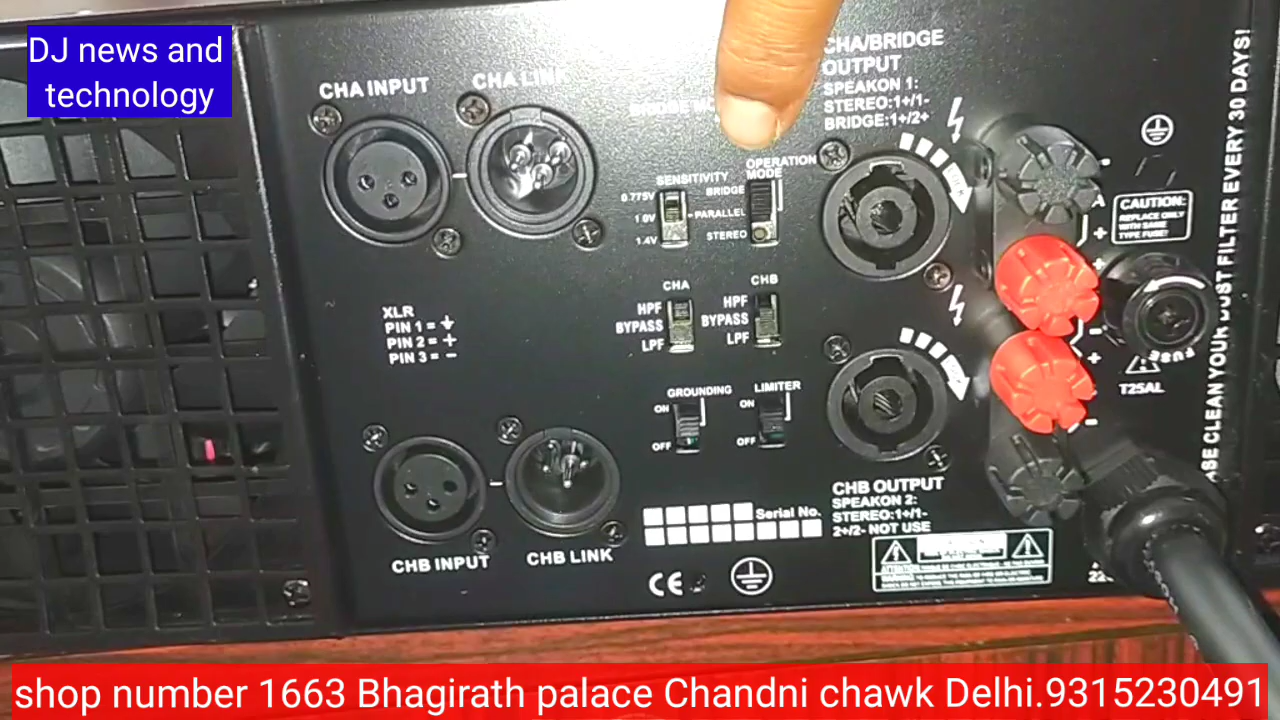 DJ news and
technology
CHA INPUT
CHA LINK
CHA/BRIDGE
OUTPUT
SPEAKON 1:
STEREO:1+/1-
BRIDGE:1+/2+
SENSITIVITY
0.775V
1.0V
1.4V
OPERATION
MODE
BRIDGE
PARALLEL
STEREO
CAUTION:
REPLACE ONLY
WITH SAME
TYPE FUSE!
FUSE
T25AL
CHA
HPF
BYPASS
LPF
CHB
HPF
BYPASS
LPF
XLR
PIN 1 =
PIN 2 = +
PIN 3 = -
GROUNDING
ON
OFF
LIMITER
ON
OFF
CHB OUTPUT
SPEAKON 2:
STEREO:1+/1-
2+/2- NOT USE
Serial No.
CHB INPUT
CHB LINK
CE
CLEAN YOUR DUST FILTER EVERY 30 DAYS!
shop number 1663 Bhagirath palace Chandni chawk Delhi.9315230491